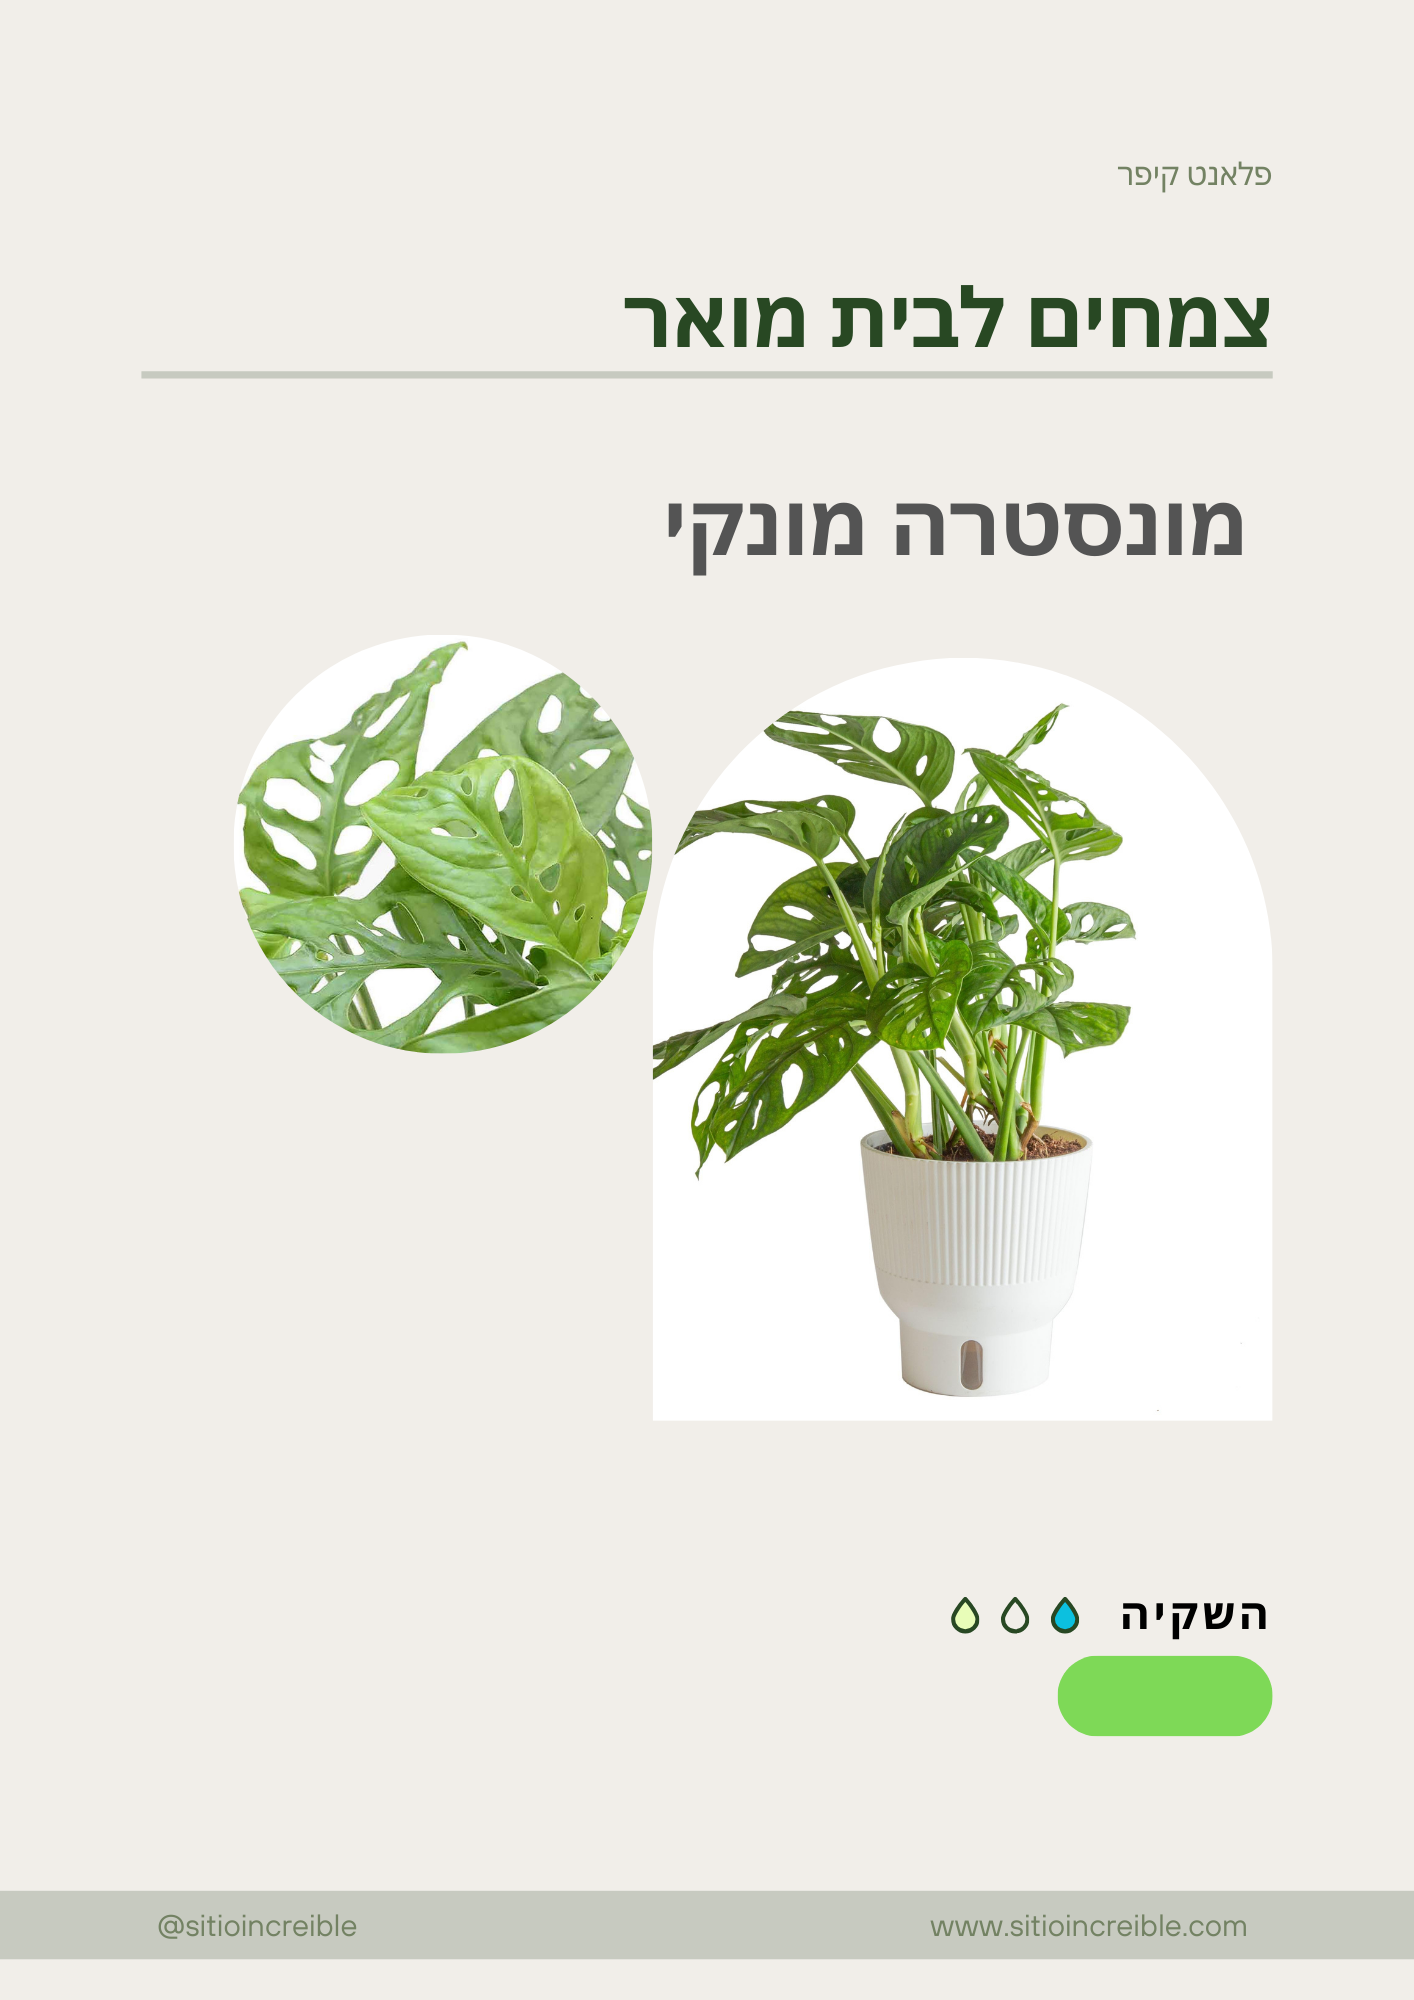 פלאנט קיפר
צמחים לבית מואר
מונסטרה מונקי
השקיה
@sitioincreible
www.sitioincreible.com